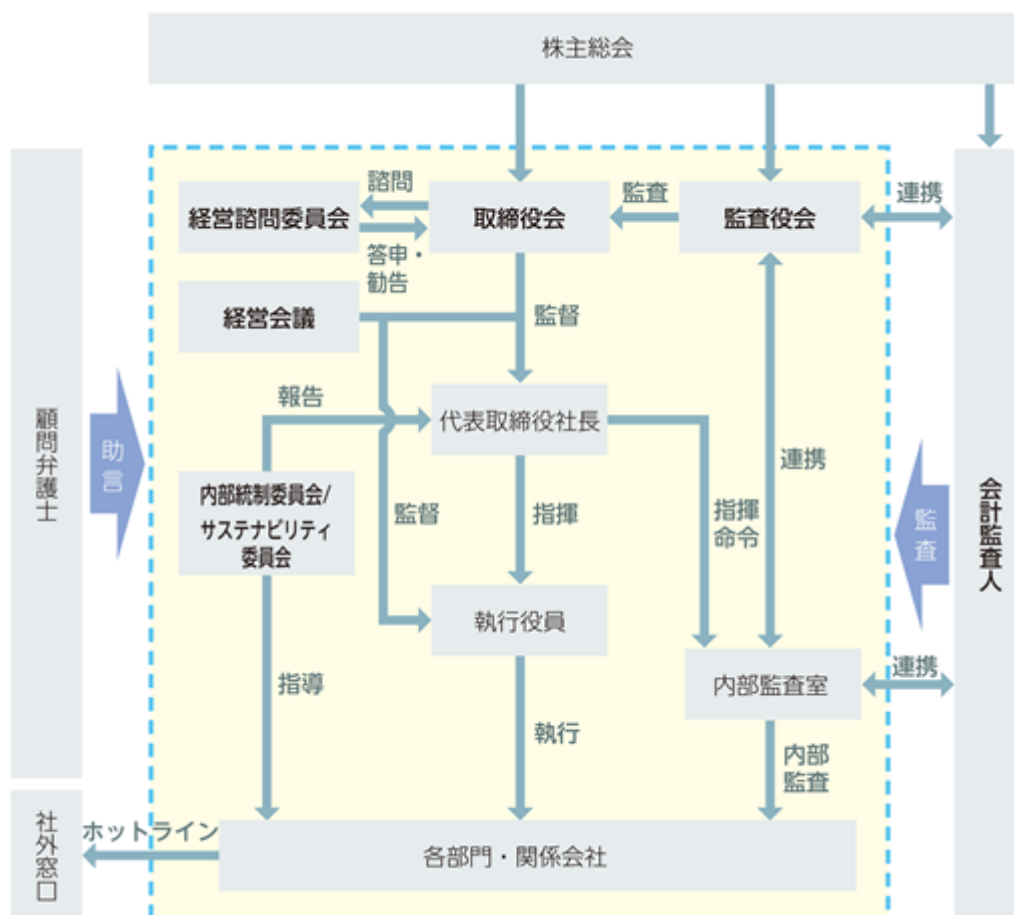 株主総会
諮問
経営諮問委員会
取締役会
監査
監査役会
連携
答申・
勧告
経営会議
監督
報告
代表取締役社長
顧問弁護士
助言
内部統制委員会/
サステナビリティ
委員会
監督
指揮
指揮
命令
連携
監査
会計監査人
執行役員
指導
内部監査室
連携
執行
内部
監査
社外窓口
ホットライン
各部門・関係会社